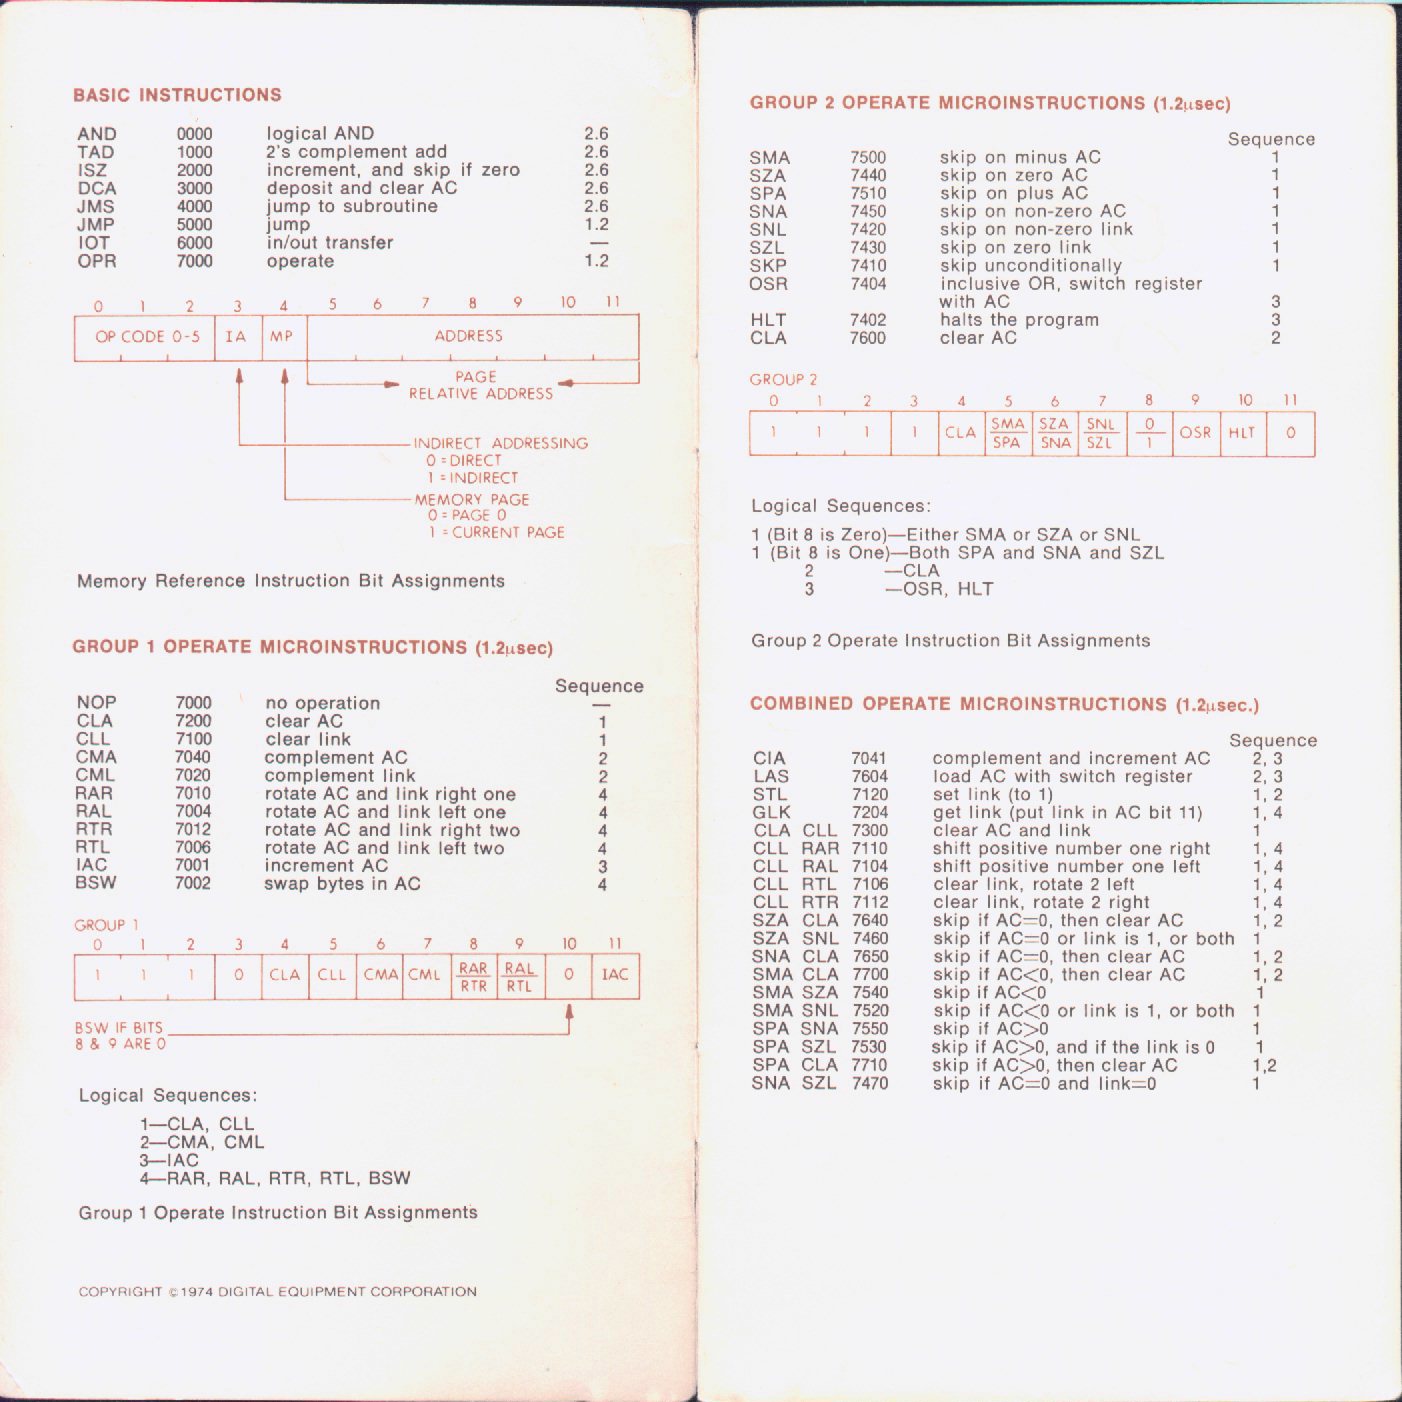 BASIC INSTRUCTIONS
AND 0000 logical AND 2.6
TAD 1000 2's complement add 2.6
ISZ 2000 increment, and skip if zero 2.6
DCA 3000 deposit and clear AC 2.6
JMS 4000 jump to subroutine 2.6
JMP 5000 jump 1.2
IOT 6000 in/out transfer —
OPR 7000 operate 1.2
0 1 2 3 4 5 6 7 8 9 10 11
OP CODE 0-5 IA MP ADDRESS
PAGE
RELATIVE ADDRESS
INDIRECT ADDRESSING
0 = DIRECT
1 = INDIRECT
MEMORY PAGE
0 = PAGE 0
1 = CURRENT PAGE
Memory Reference Instruction Bit Assignments
GROUP 1 OPERATE MICROINSTRUCTIONS (1.2μsec)
Sequence
NOP 7000 no operation —
CLA 7200 clear AC 1
CLL 7100 clear link 1
CMA 7040 complement AC 2
CML 7020 complement link 2
RAR 7010 rotate AC and link right one 4
RAL 7004 rotate AC and link left one 4
RTR 7012 rotate AC and link right two 4
RTL 7006 rotate AC and link left two 4
IAC 7001 increment AC 3
BSW 7002 swap bytes in AC 4
GROUP 1
0 1 2 3 4 5 6 7 8 9 10 11
1 1 1 0 CLA CLL CMA CML RAR RAL 0 IAC
RTR RTL
BSW IF BITS
8 & 9 ARE 0
Logical Sequences:
1—CLA, CLL
2—CMA, CML
3—IAC
4—RAR, RAL, RTR, RTL, BSW
Group 1 Operate Instruction Bit Assignments
COPYRIGHT © 1974 DIGITAL EQUIPMENT CORPORATION
GROUP 2 OPERATE MICROINSTRUCTIONS (1.2μsec)
Sequence
SMA 7500 skip on minus AC 1
SZA 7440 skip on zero AC 1
SPA 7510 skip on plus AC 1
SNA 7450 skip on non-zero AC 1
SNL 7420 skip on non-zero link 1
SZL 7430 skip on zero link 1
SKP 7410 skip unconditionally 1
OSR 7404 inclusive OR, switch register
with AC 3
HLT 7402 halts the program 3
CLA 7600 clear AC 2
GROUP 2
0 1 2 3 4 5 6 7 8 9 10 11
1 1 1 1 CLA SMA SZA SNL 0 OSR HLT 0
SPA SNA SZL 1
Logical Sequences:
1 (Bit 8 is Zero)—Either SMA or SZA or SNL
1 (Bit 8 is One)—Both SPA and SNA and SZL
2 —CLA
3 —OSR, HLT
Group 2 Operate Instruction Bit Assignments
COMBINED OPERATE MICROINSTRUCTIONS (1.2μsec.)
Sequence
CIA 7041 complement and increment AC 2, 3
LAS 7604 load AC with switch register 2, 3
STL 7120 set link (to 1) 1, 2
GLK 7204 get link (put link in AC bit 11) 1, 4
CLA CLL 7300 clear AC and link 1
CLL RAR 7110 shift positive number one right 1, 4
CLL RAL 7104 shift positive number one left 1, 4
CLL RTL 7106 clear link, rotate 2 left 1, 4
CLL RTR 7112 clear link, rotate 2 right 1, 4
SZA CLA 7640 skip if AC=0, then clear AC 1, 2
SZA SNL 7460 skip if AC=0 or link is 1, or both 1
SNA CLA 7650 skip if AC=0, then clear AC 1, 2
SMA CLA 7700 skip if AC<0, then clear AC 1, 2
SMA SZA 7540 skip if AC<0 1
SMA SNL 7520 skip if AC<0 or link is 1, or both 1
SPA SNA 7550 skip if AC>0 1
SPA SZL 7530 skip if AC>0, and if the link is 0 1
SPA CLA 7710 skip if AC>0, then clear AC 1,2
SNA SZL 7470 skip if AC=0 and link=0 1